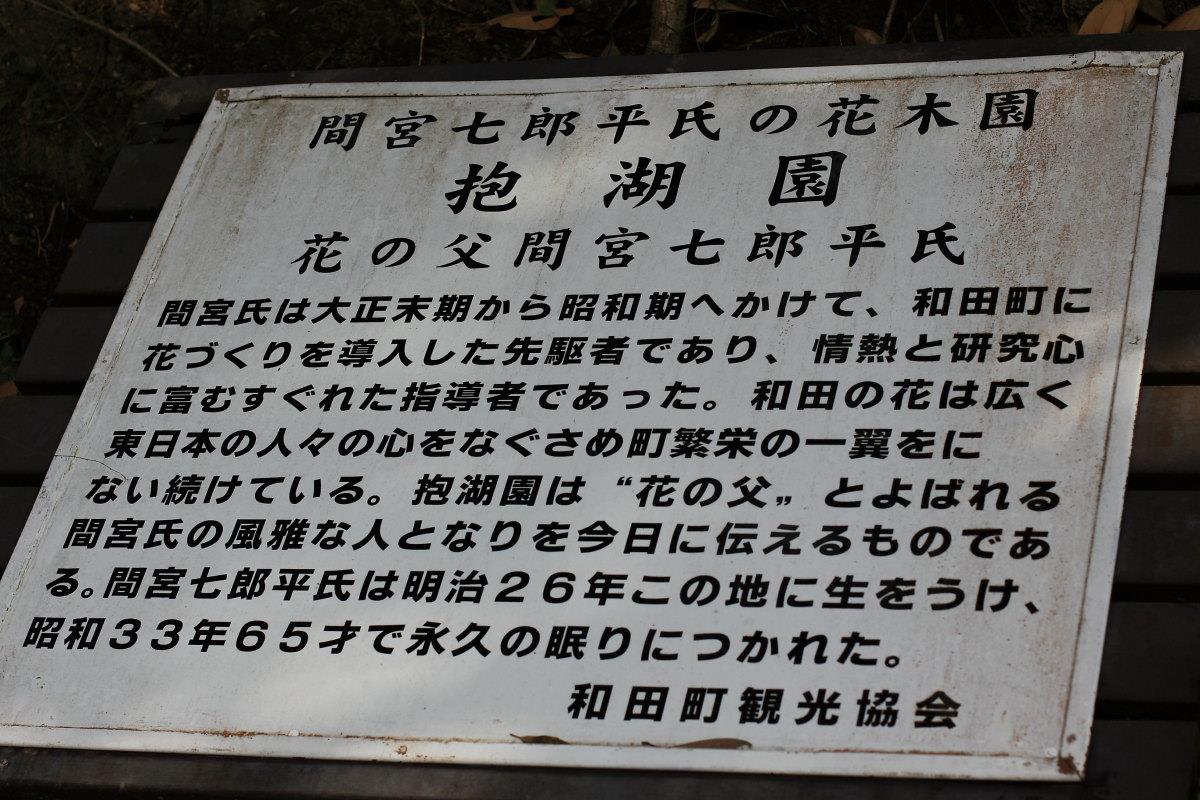 間宮七郎平氏の花木園
抱湖園
花の父間宮七郎平氏
間宮氏は大正末期から昭和期へかけて、和田町に
花づくりを導入した先駆者であり、情熱と研究心
に富むすぐれた指導者であった。和田の花は広く
東日本の人々の心をなぐさめ町繁栄の一翼をに
ない続けている。抱湖園は“花の父„とよばれる
間宮氏の風雅な人となりを今日に伝えるものであ
る。間宮七郎平氏は明治26年この地に生をうけ、
昭和33年65才で永久の眠りにつかれた。
和田町観光協会